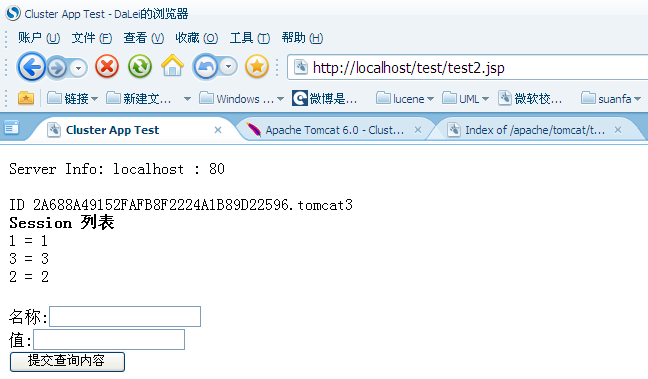 Cluster App Test - DaLei的浏览器
账户 (U) 文件 (F) 查看 (V) 收藏 (O) 工具 (T) 帮助 (H)
http://localhost/test/test2.jsp
链接 新建文... Windows ... 微博是... lucene UML 微软校... suanfa
Cluster App Test Apache Tomcat 6.0 - Clust... Index of /apache/tomcat/t...
Server Info: localhost : 80
ID 2A688A49152FAFB8F2224A1B89D22596.tomcat3
Session 列表
1 = 1
3 = 3
2 = 2
名称:
值:
提交查询内容